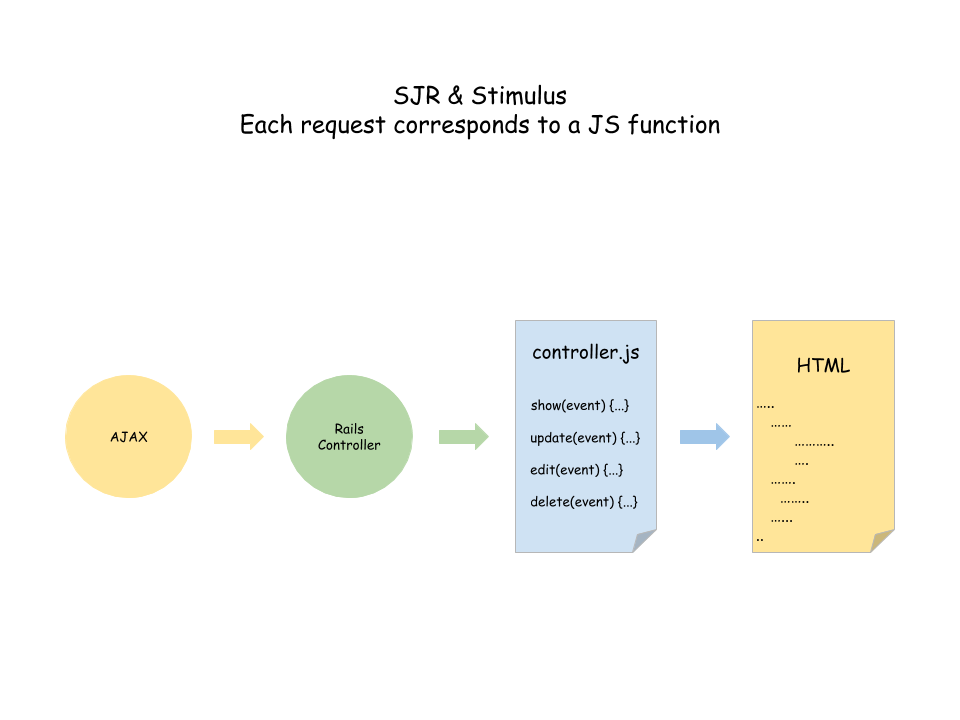 SJR & Stimulus
Each request corresponds to a JS function
AJAX
Rails
Controller
controller.js
show(event) {...}
update(event) {...}
edit(event) {...}
delete(event) {...}
HTML
.....
......
...........
....
.......
........
......
..